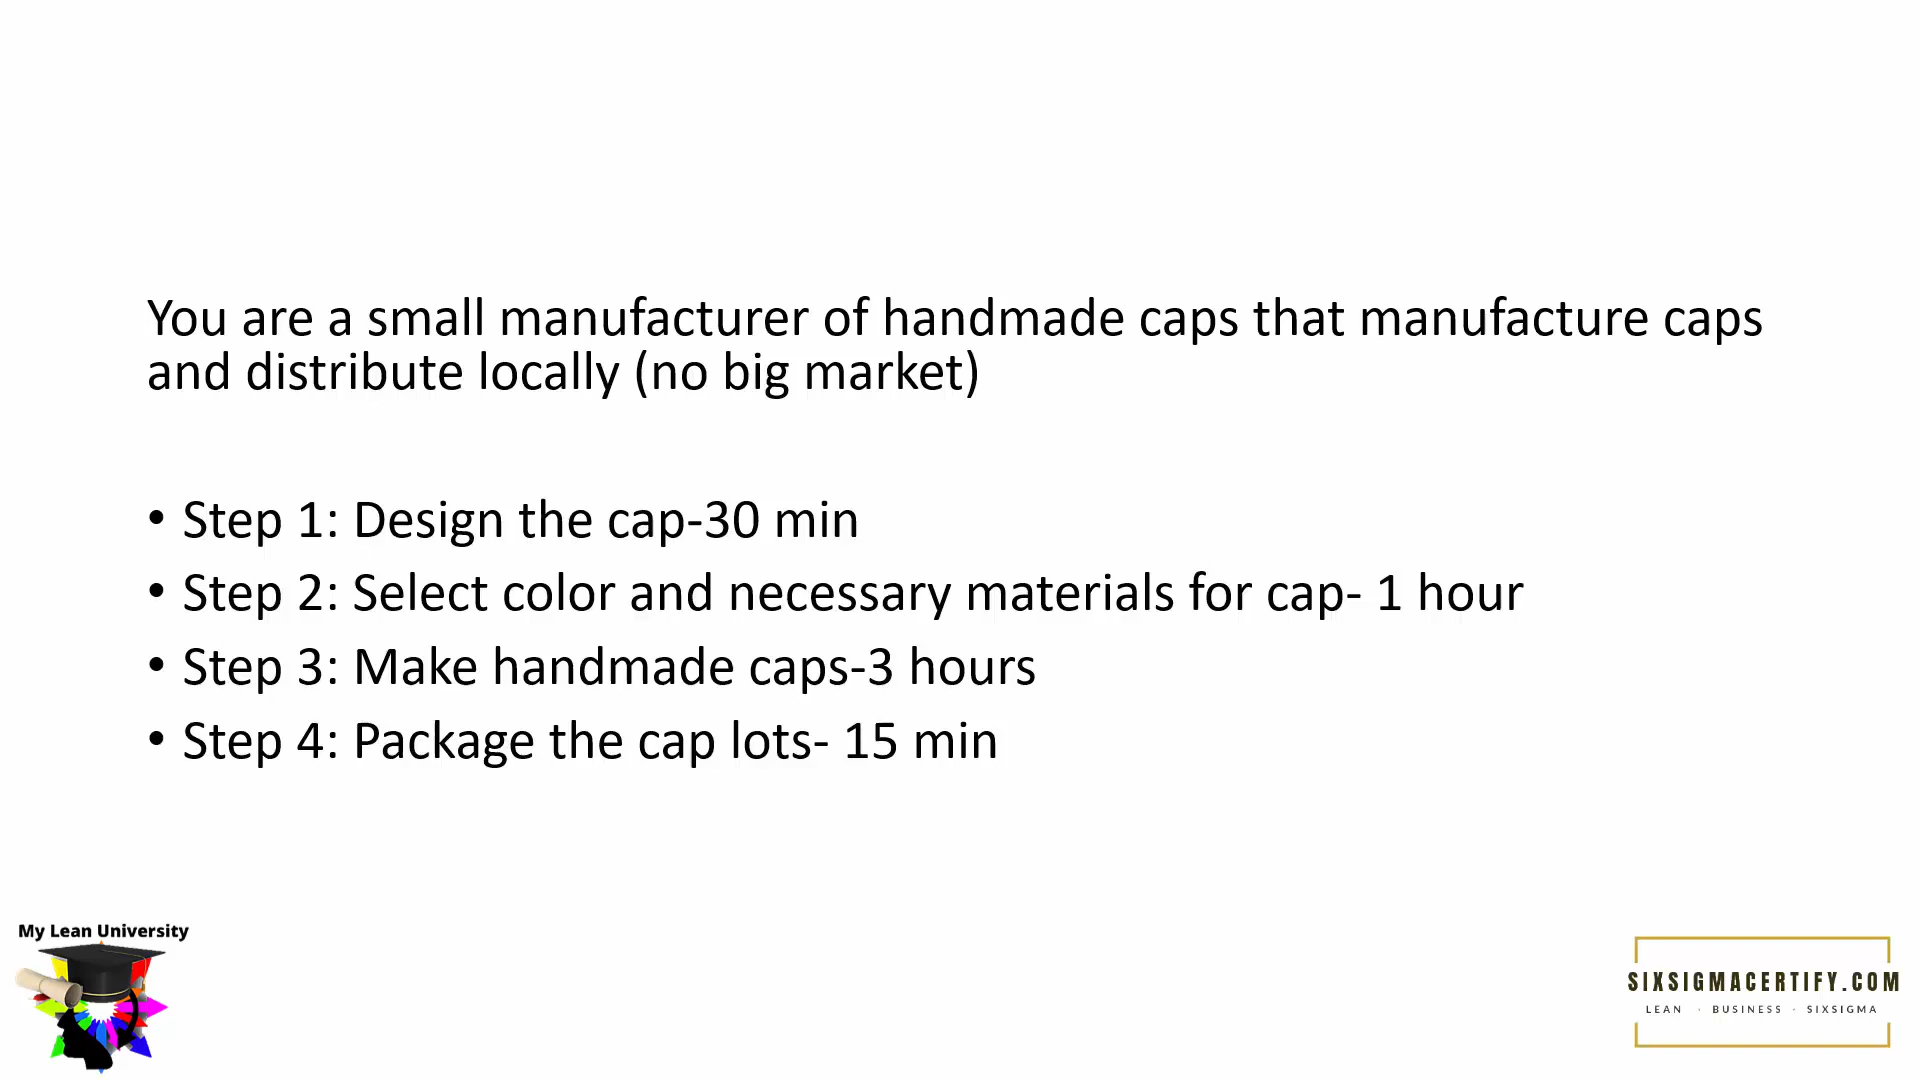 You are a small manufacturer of handmade caps that manufacture caps
and distribute locally (no big market)
• Step 1: Design the cap-30 min
• Step 2: Select color and necessary materials for cap- 1 hour
• Step 3: Make handmade caps-3 hours
• Step 4: Package the cap lots- 15 min
My Lean University
SIXSIGMACERTIFY.COM
LEAN · BUSINESS · SIXSIGMA